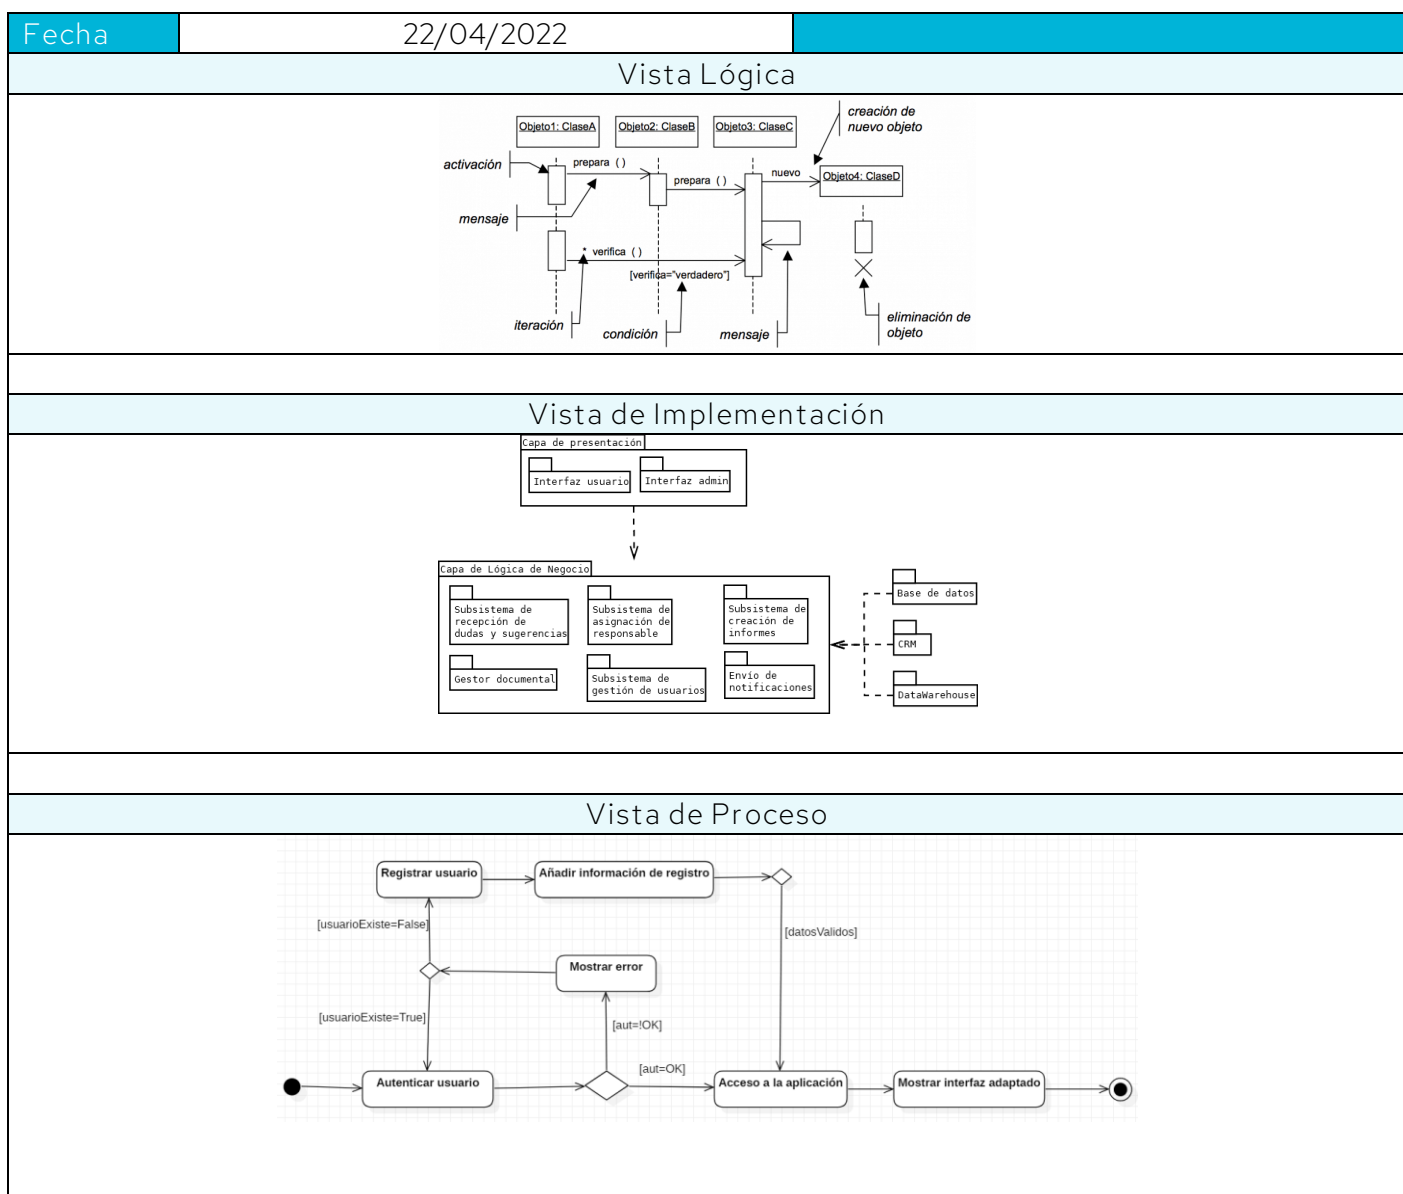 Fecha
22/04/2022
Vista Lógica
creación de
nuevo objeto
Objeto1: ClaseA
Objeto2: ClaseB
Objeto3: ClaseC
activación
prepara ( )
nuevo
prepara ( )
Objeto4: ClaseD
mensaje
* verifica ( )
[verifica="verdadero"]
iteración
condición
mensaje
eliminación de
objeto
Vista de Implementación
Capa de presentación
Interfaz usuario
Interfaz admin
Capa de Lógica de Negocio
Subsistema de
recepción de
dudas y sugerencias
Subsistema de
asignación de
responsable
Subsistema de
creación de
informes
Gestor documental
Subsistema de
gestión de usuarios
Envío de
notificaciones
Base de datos
CRM
DataWarehouse
Vista de Proceso
Registrar usuario
Añadir información de registro
[usuarioExiste=False]
[datosValidos]
Mostrar error
[usuarioExiste=True]
[aut=!OK]
[aut=OK]
Autenticar usuario
Acceso a la aplicación
Mostrar interfaz adaptado